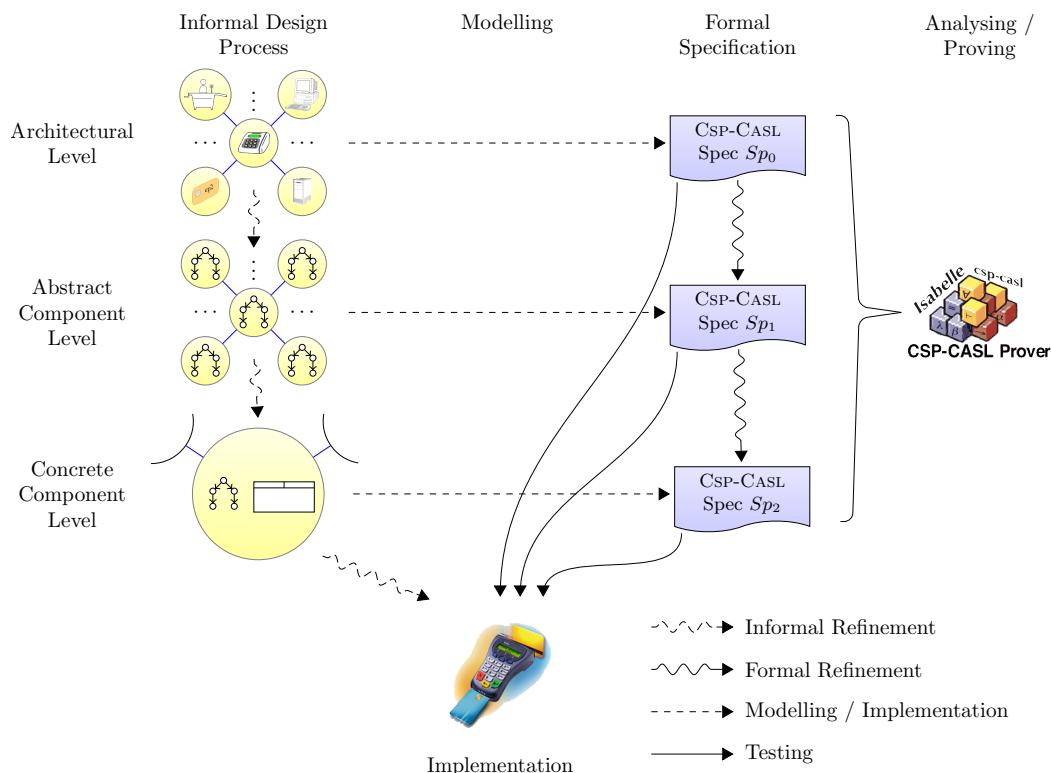 Informal Design
Process
Modelling
Formal
Specification
Analysing /
Proving
Architectural
Level
CSP-CASL
Spec Sp0
ep2
Abstract
Component
Level
CSP-CASL
Spec Sp1
Isabelle
csp-casl
λ β α
CSP-CASL Prover
Concrete
Component
Level
CSP-CASL
Spec Sp2
Informal Refinement
Formal Refinement
Modelling / Implementation
Testing
Implementation